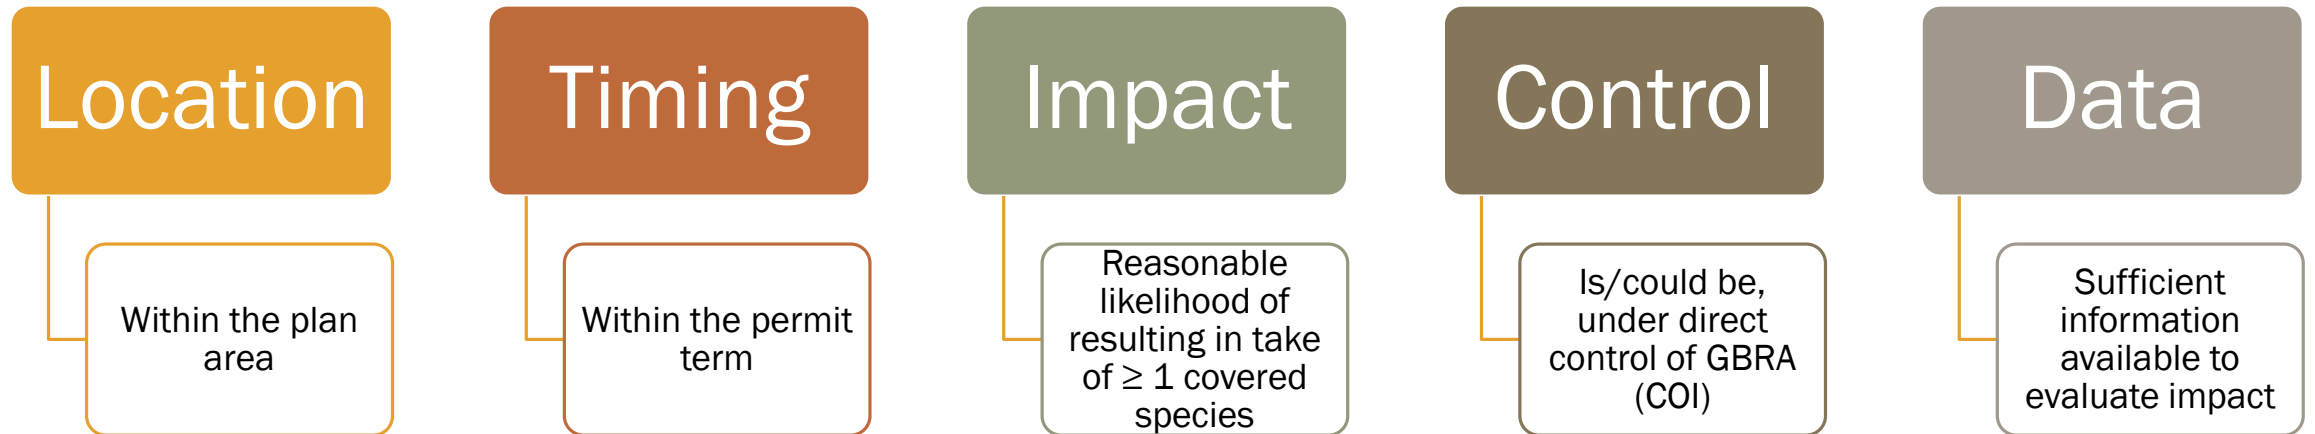 Location
Within the plan
area
Timing
Within the permit
term
Impact
Reasonable
likelihood of
resulting in take
of ≥ 1 covered
species
Control
Is/could be,
under direct
control of GBRA
(COI)
Data
Sufficient
information
available to
evaluate impact